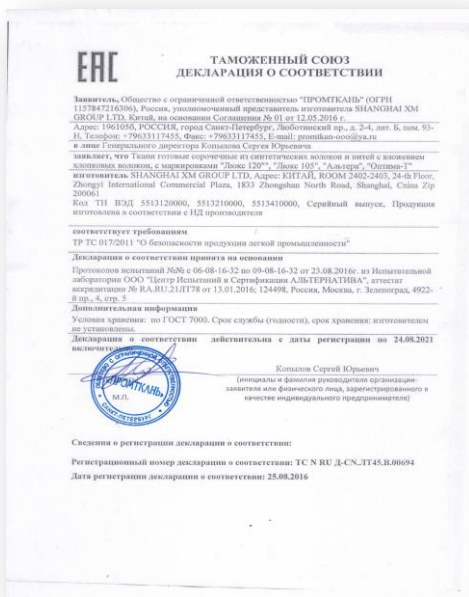 ЕАС
ТАМОЖЕННЫЙ СОЮЗ
ДЕКЛАРАЦИЯ О СООТВЕТСТВИИ
Заявитель, Общество с ограниченной ответственностью "ПРОМТКАНЬ" (ОГРН
1157847216306), Россия, уполномоченный представитель изготовителя SHANGHAI XM
GROUP LTD, Китай, на основании Соглашения № 01 от 12.05.2016 г.
Адрес: 196105б, РОССИЯ, город Санкт-Петербург, Люботинский пр., д. 2-4, лит. Б, пом. 93-
Н, Телефон: +79633117455, Факс: +79633117455, E-mail: promtkan-ooo@ya.ru
в лице Генерального директора Копылова Сергея Юрьевича
заявляет, что Ткани готовые сорочечные из синтетических волокон и нитей с вложением
хлопковых волокон, с маркировками "Люкс 120"", "Люкс 105", "Альтера", "Оптима-Т"
изготовитель SHANGHAI XM GROUP LTD, Адрес: КИТАЙ, ROOM 2402-2403, 24-th Floor,
Zhongyi International Commercial Plaza, 1833 Zhongshan North Road, Shanghai, China Zip
200061
Код ТН ВЭД 5513120000, 5513210000, 5513410000, Серийный выпуск, Продукция
изготовлена в соответствии с НД производителя
соответствует требованиям
ТР ТС 017/2011 "О безопасности продукции легкой промышленности"
Декларация о соответствии принята на основании
Протоколов испытаний №№ с 06-08-16-32 по 09-08-16-32 от 23.08.2016г. из Испытательной
лаборатории ООО "Центр Испытаний и Сертификации АЛЬТЕРНАТИВА", аттестат
аккредитации № RA.RU.21ЛТ78 от 13.01.2016; 124498, Россия, Москва, г. Зеленоград, 4922-
й пр., 4, стр. 5
Дополнительная информация
Условия хранения: по ГОСТ 7000. Срок службы (годности), срок хранения: изготовителем
не установлены.
Декларация о соответствии действительна с даты регистрации по 24.08.2021
включительно
Копылов Сергей Юрьевич
(инициалы и фамилия руководителя организации-
заявителя или физического лица, зарегистрированного в
качестве индивидуального предпринимателя)
"ПРОМТКАНЬ"
М.П.
САНКТ-ПЕТЕРБУРГ
Сведения о регистрации декларации о соответствии:
Регистрационный номер декларации о соответствии: ТС N RU Д-CN.ЛТ45.В.00694
Дата регистрации декларации о соответствии: 25.08.2016